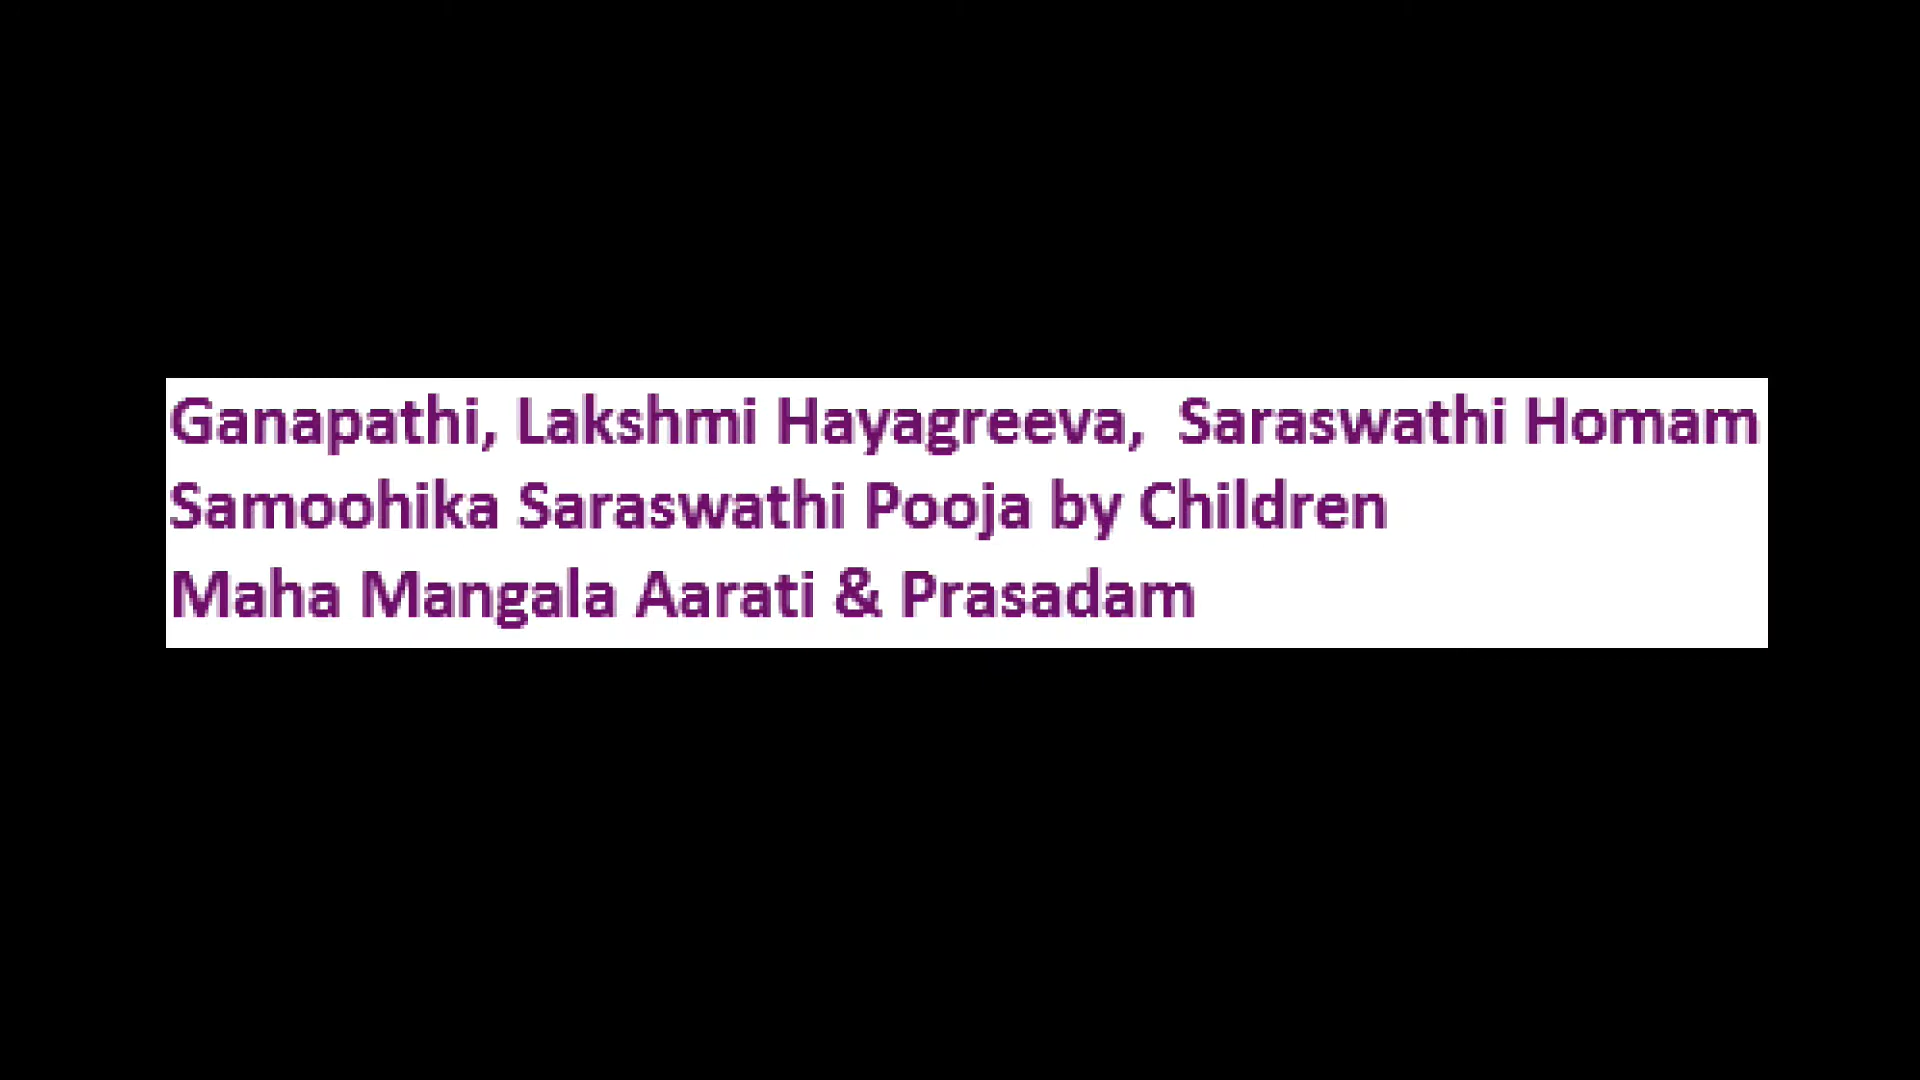 Ganapathi, Lakshmi Hayagreeva,  Saraswathi Homam
Samoohika Saraswathi Pooja by Children
Maha Mangala Aarati & Prasadam